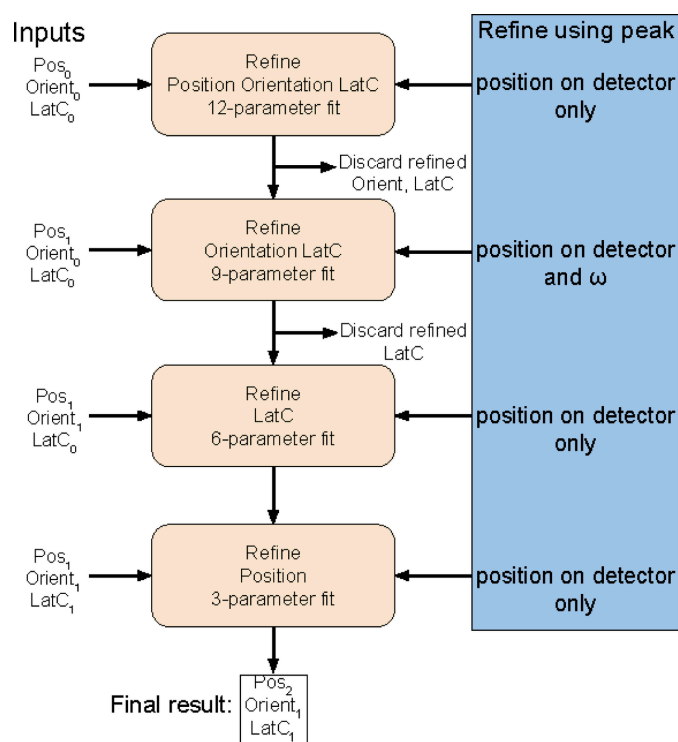 Inputs
Refine using peak
Pos₀
Orient₀
LatC₀
Refine
Position Orientation LatC
12-parameter fit
position on detector
only
Discard refined
Orient, LatC
Pos₁
Orient₀
LatC₀
Refine
Orientation LatC
9-parameter fit
position on detector
and ω
Discard refined
LatC
Pos₁
Orient₁
LatC₀
Refine
LatC
6-parameter fit
position on detector
only
Pos₁
Orient₁
LatC₁
Refine
Position
3-parameter fit
position on detector
only
Final result:
Pos₂
Orient₁
LatC₁